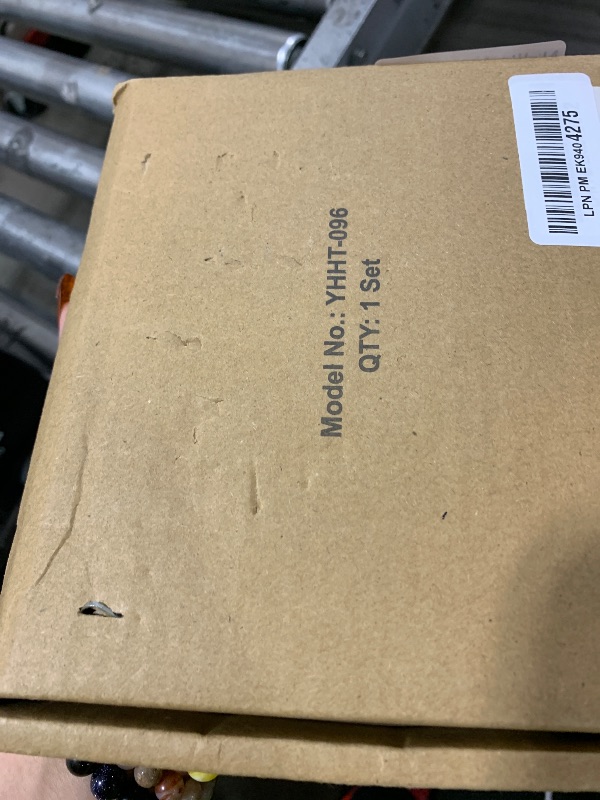 Model No.: YHHT-096
QTY: 1 Set
LPN PM EK9404275